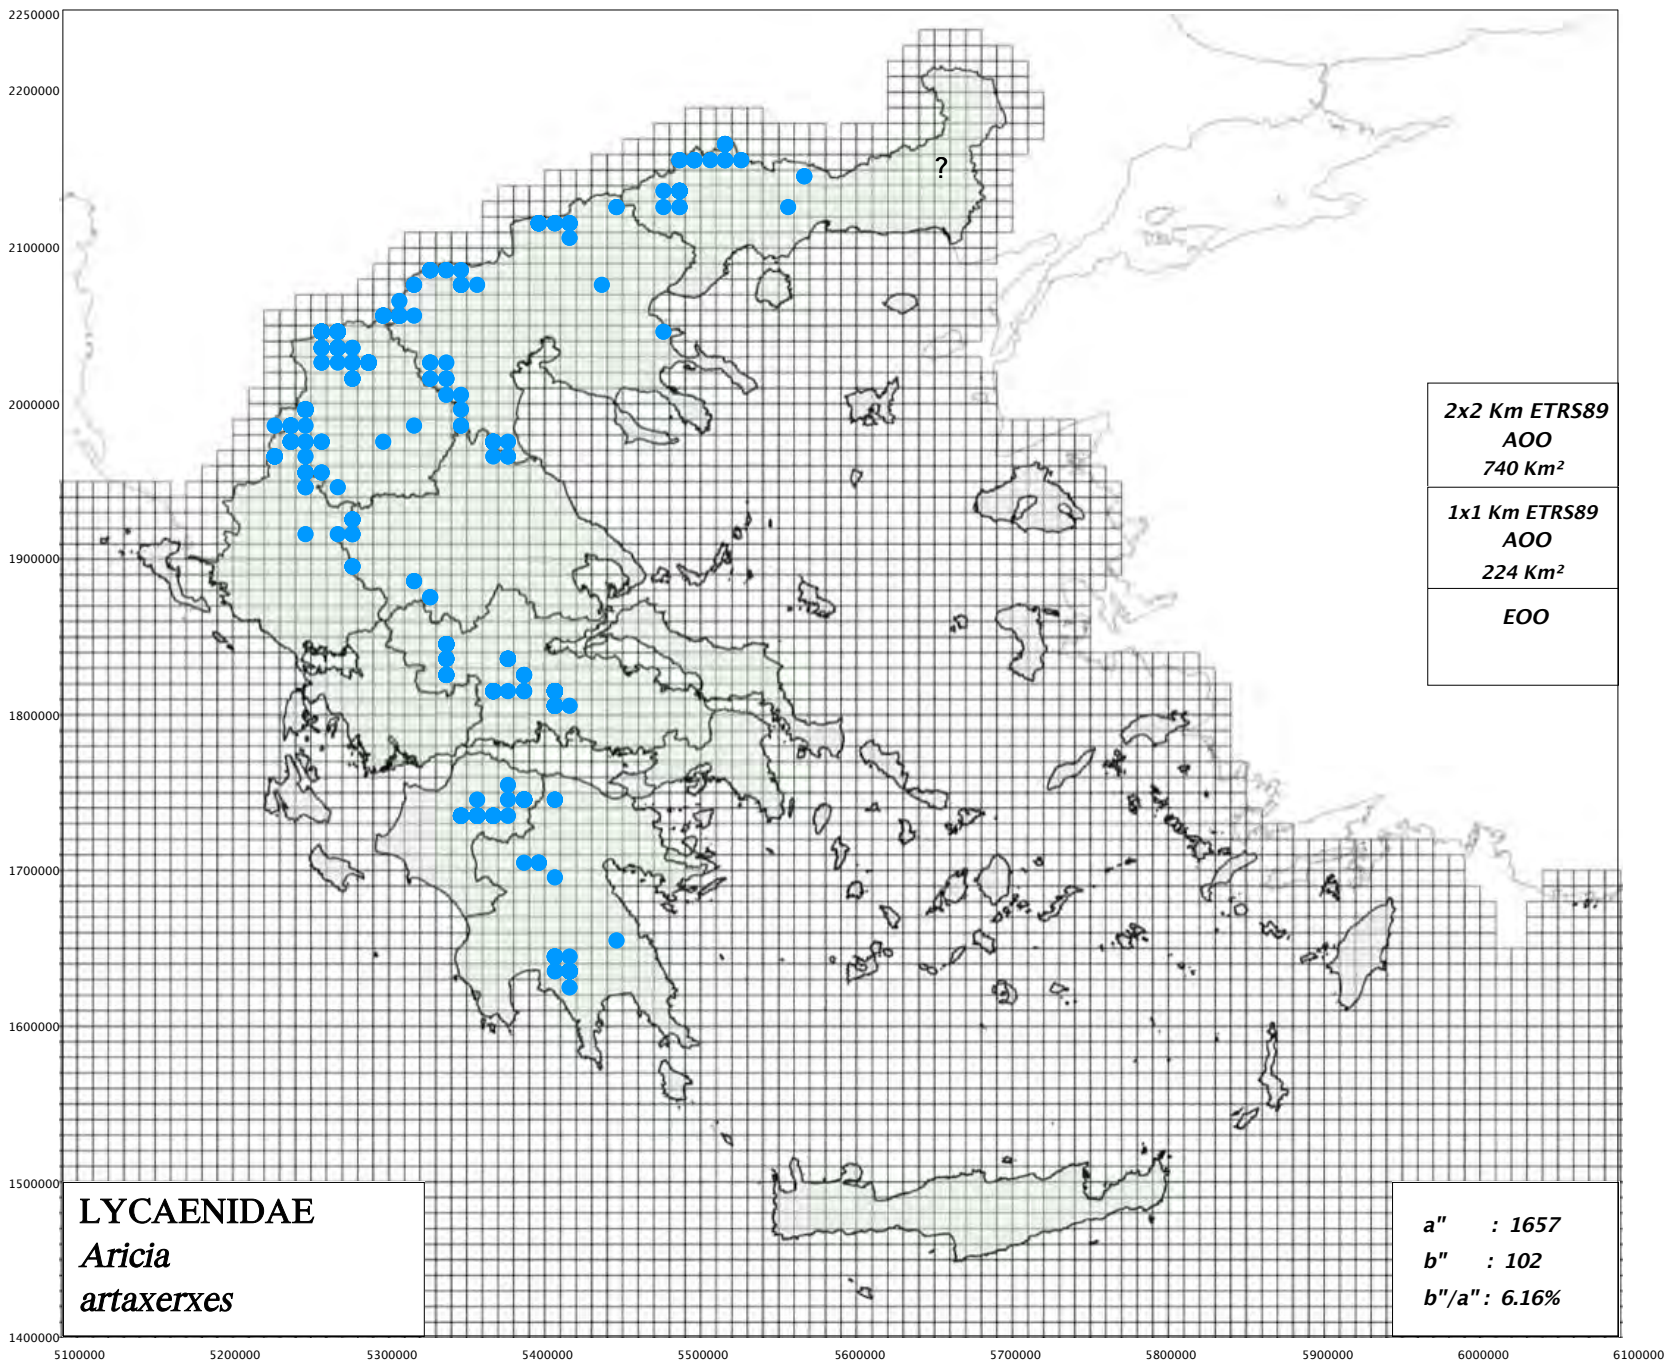 2250000
2200000
2100000
2000000
1900000
1800000
1700000
1600000
1500000
1400000
?
2x2 Km ETRS89
AOO
740 Km²
1x1 Km ETRS89
AOO
224 Km²
EOO
LYCAENIDAE
Aricia
artaxerxes
a" : 1657
b" : 102
b"/a" : 6.16%
5100000 5200000 5300000 5400000 5500000 5600000 5700000 5800000 5900000 6000000 6100000